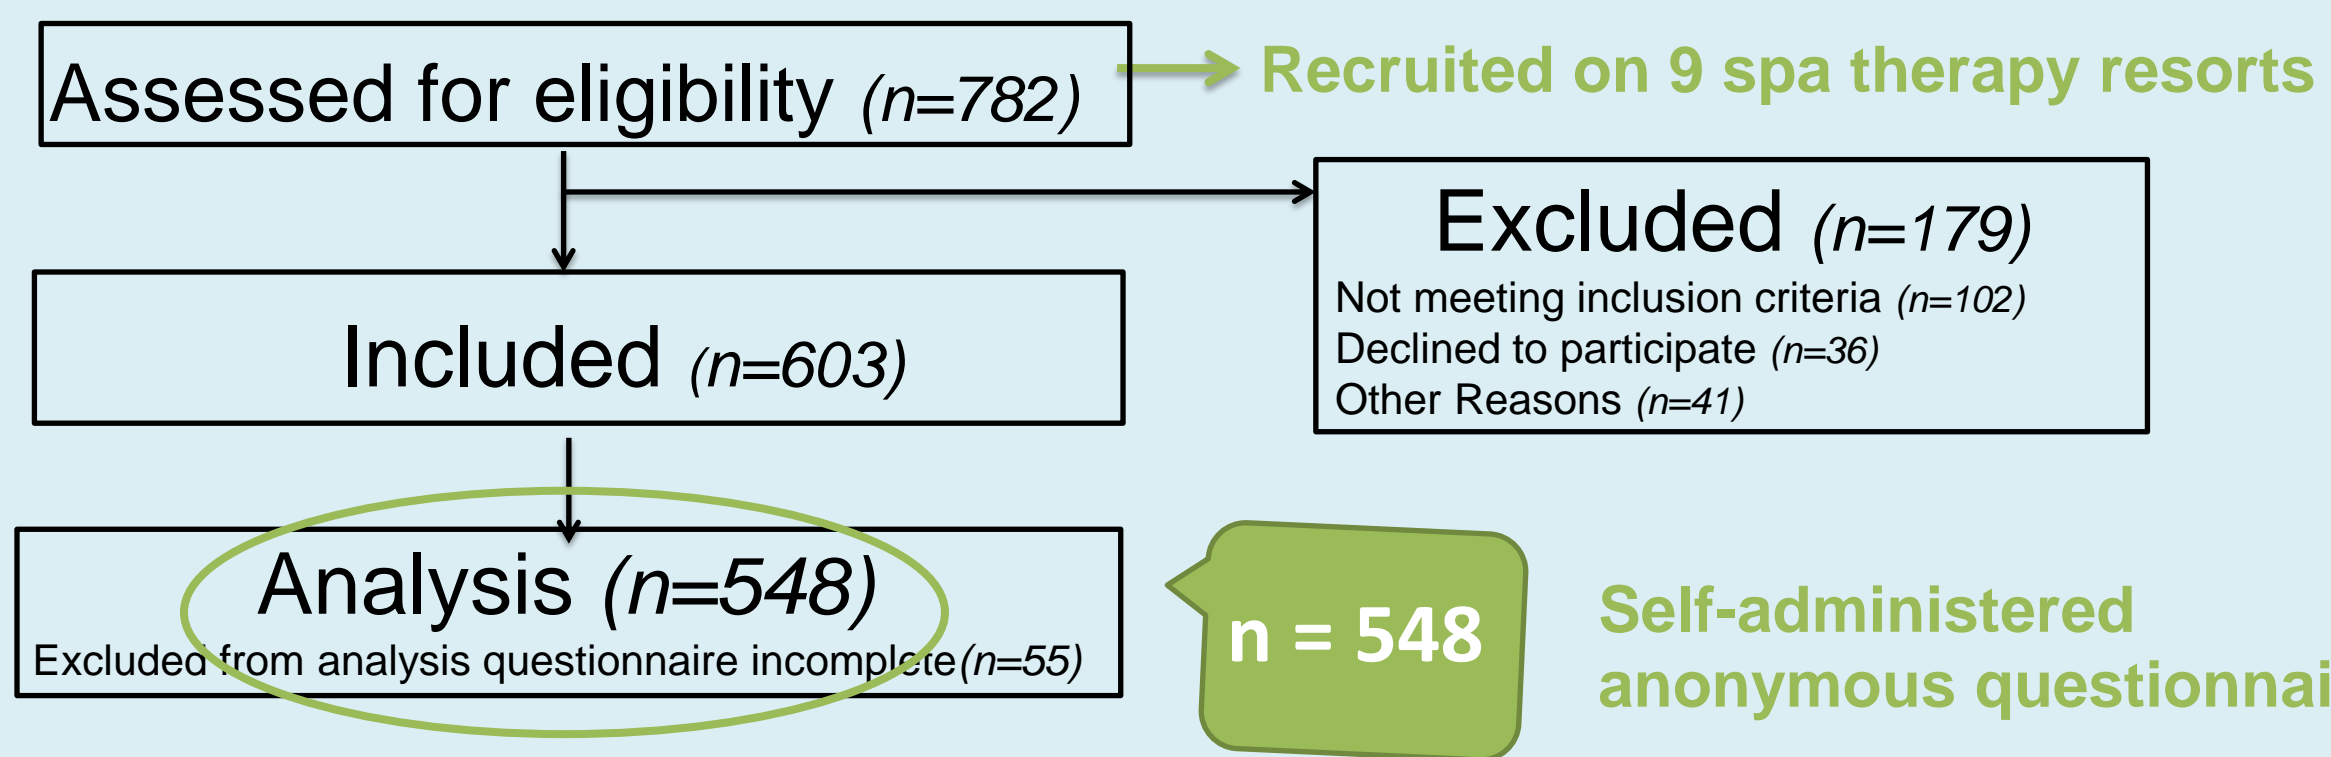 Assessed for eligibility (n=782)
Recruited on 9 spa therapy resorts
Excluded (n=179)
Not meeting inclusion criteria (n=102)
Declined to participate (n=36)
Other Reasons (n=41)
Included (n=603)
Analysis (n=548)
Excluded from analysis questionnaire incomplete(n=55)
n = 548
Self-administered
anonymous